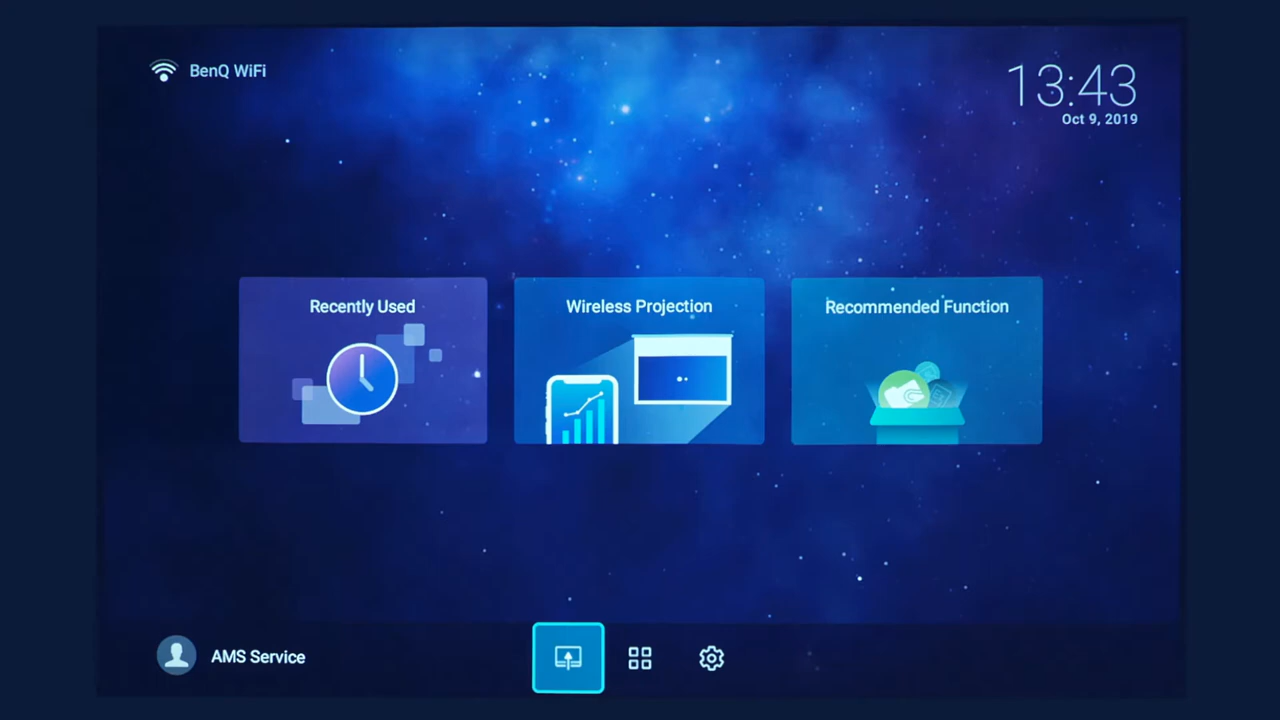 BenQ WiFi
13:43
Oct 9, 2019
Recently Used
Wireless Projection
Recommended Function
AMS Service